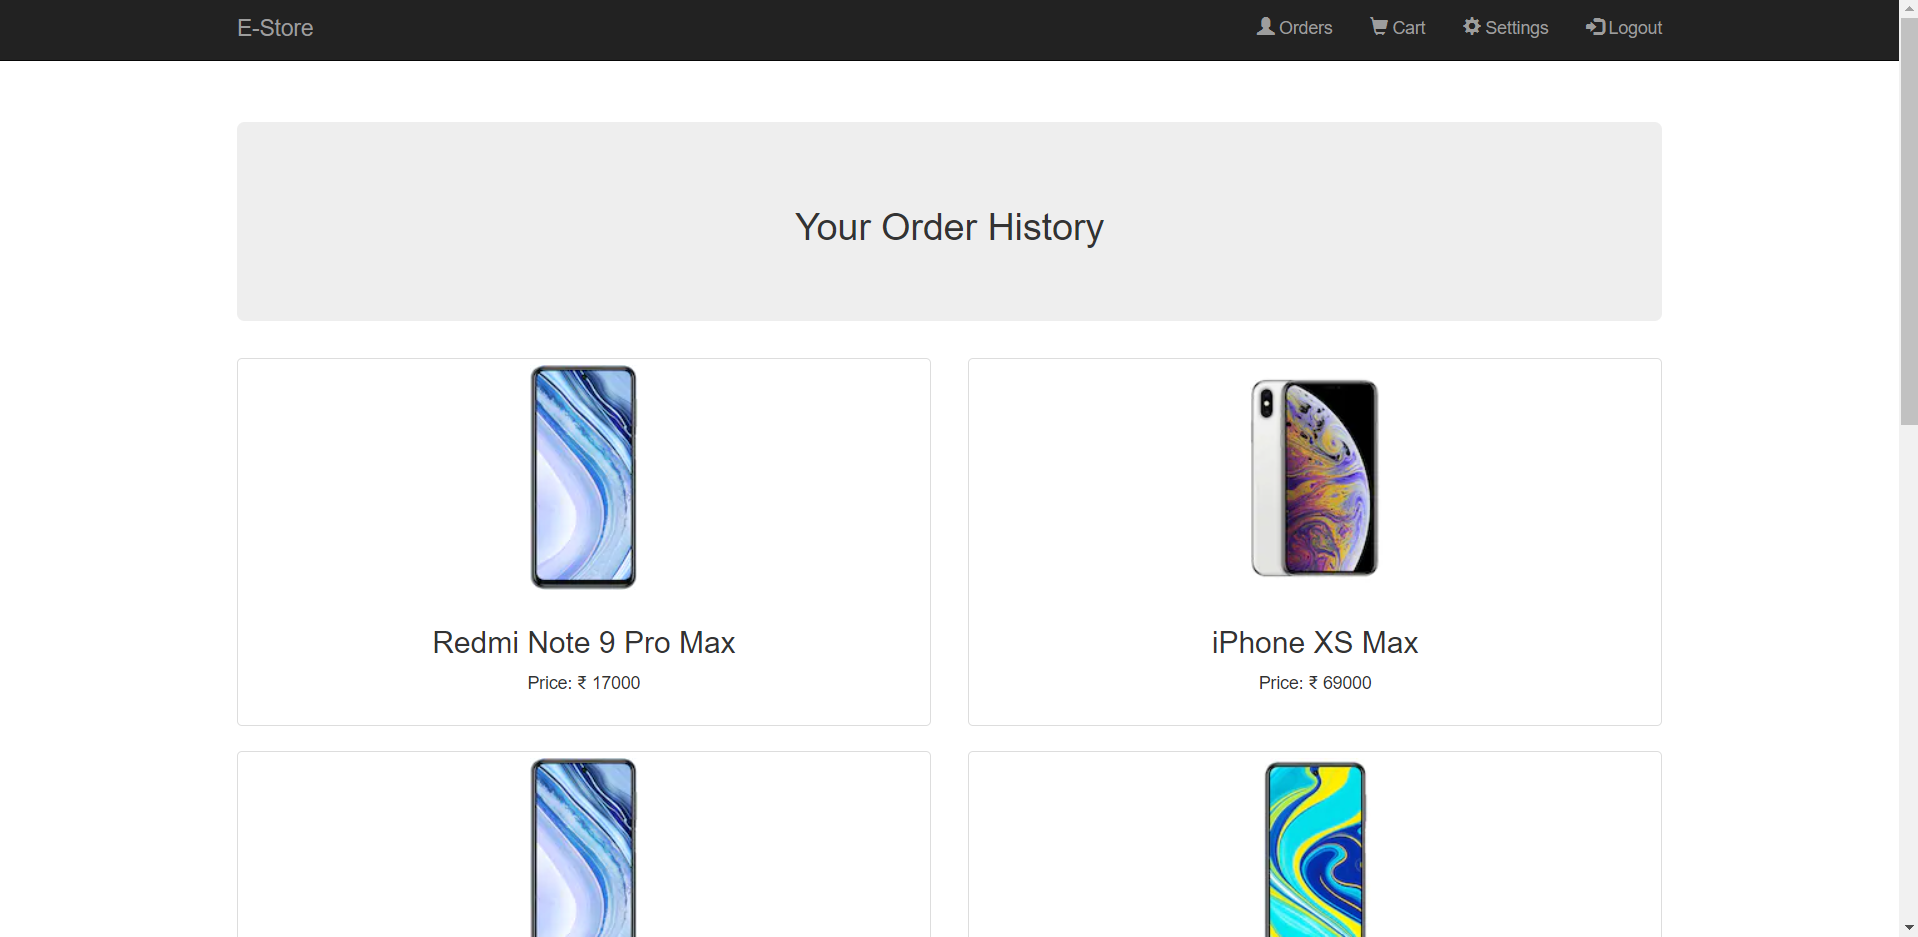 E-Store
Orders
Cart
Settings
Logout
Your Order History
Redmi Note 9 Pro Max
Price: ₹ 17000
iPhone XS Max
Price: ₹ 69000